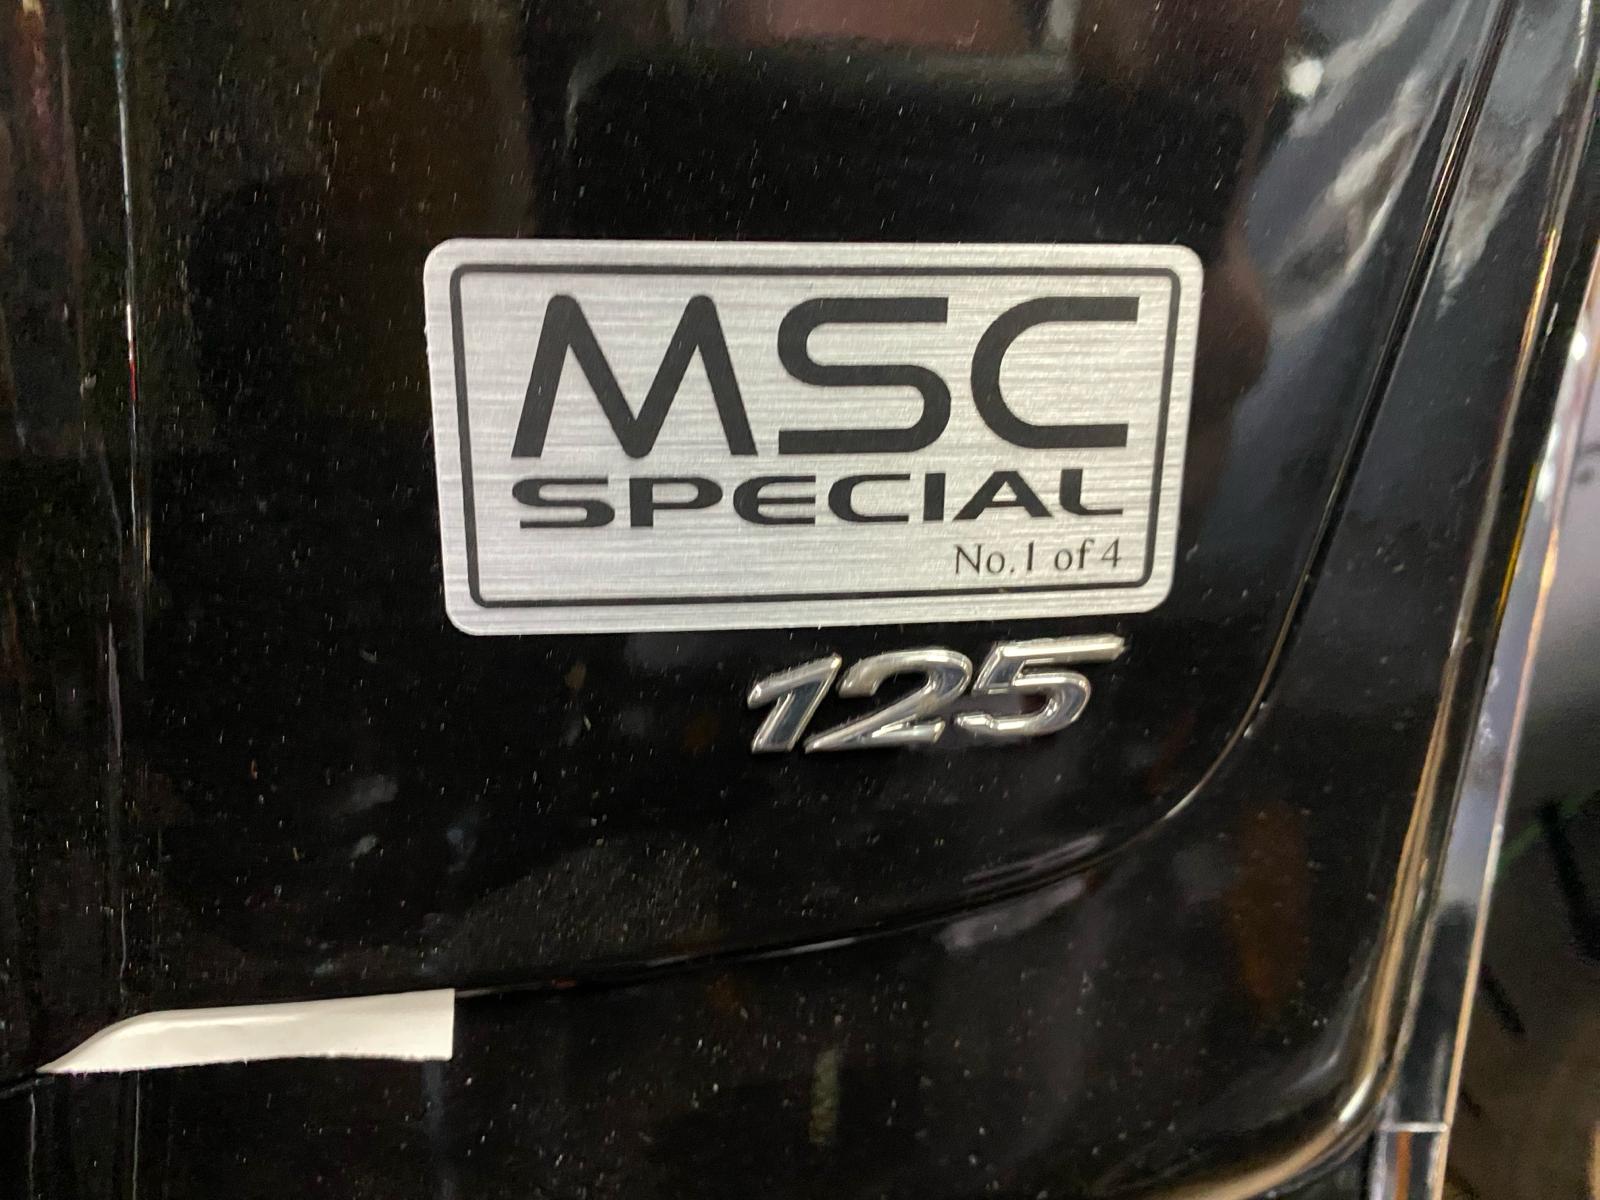 MSC
SPECIAL
No.1 of 4
125